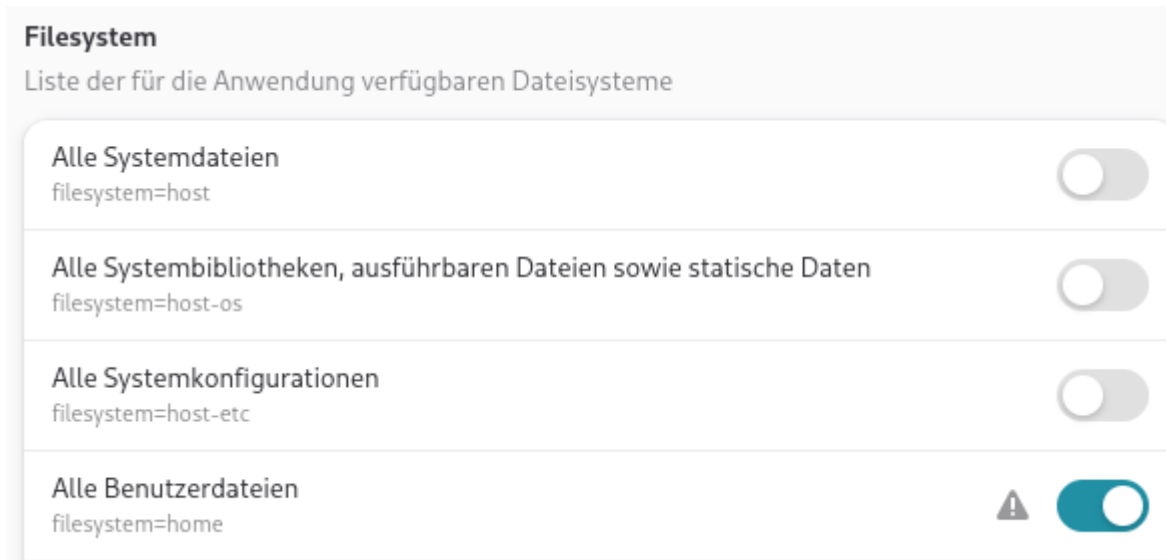 Filesystem
Liste der für die Anwendung verfügbaren Dateisysteme
Alle Systemdateien
filesystem=host
Alle Systembibliotheken, ausführbaren Dateien sowie statische Daten
filesystem=host-os
Alle Systemkonfigurationen
filesystem=host-etc
Alle Benutzerdateien
filesystem=home